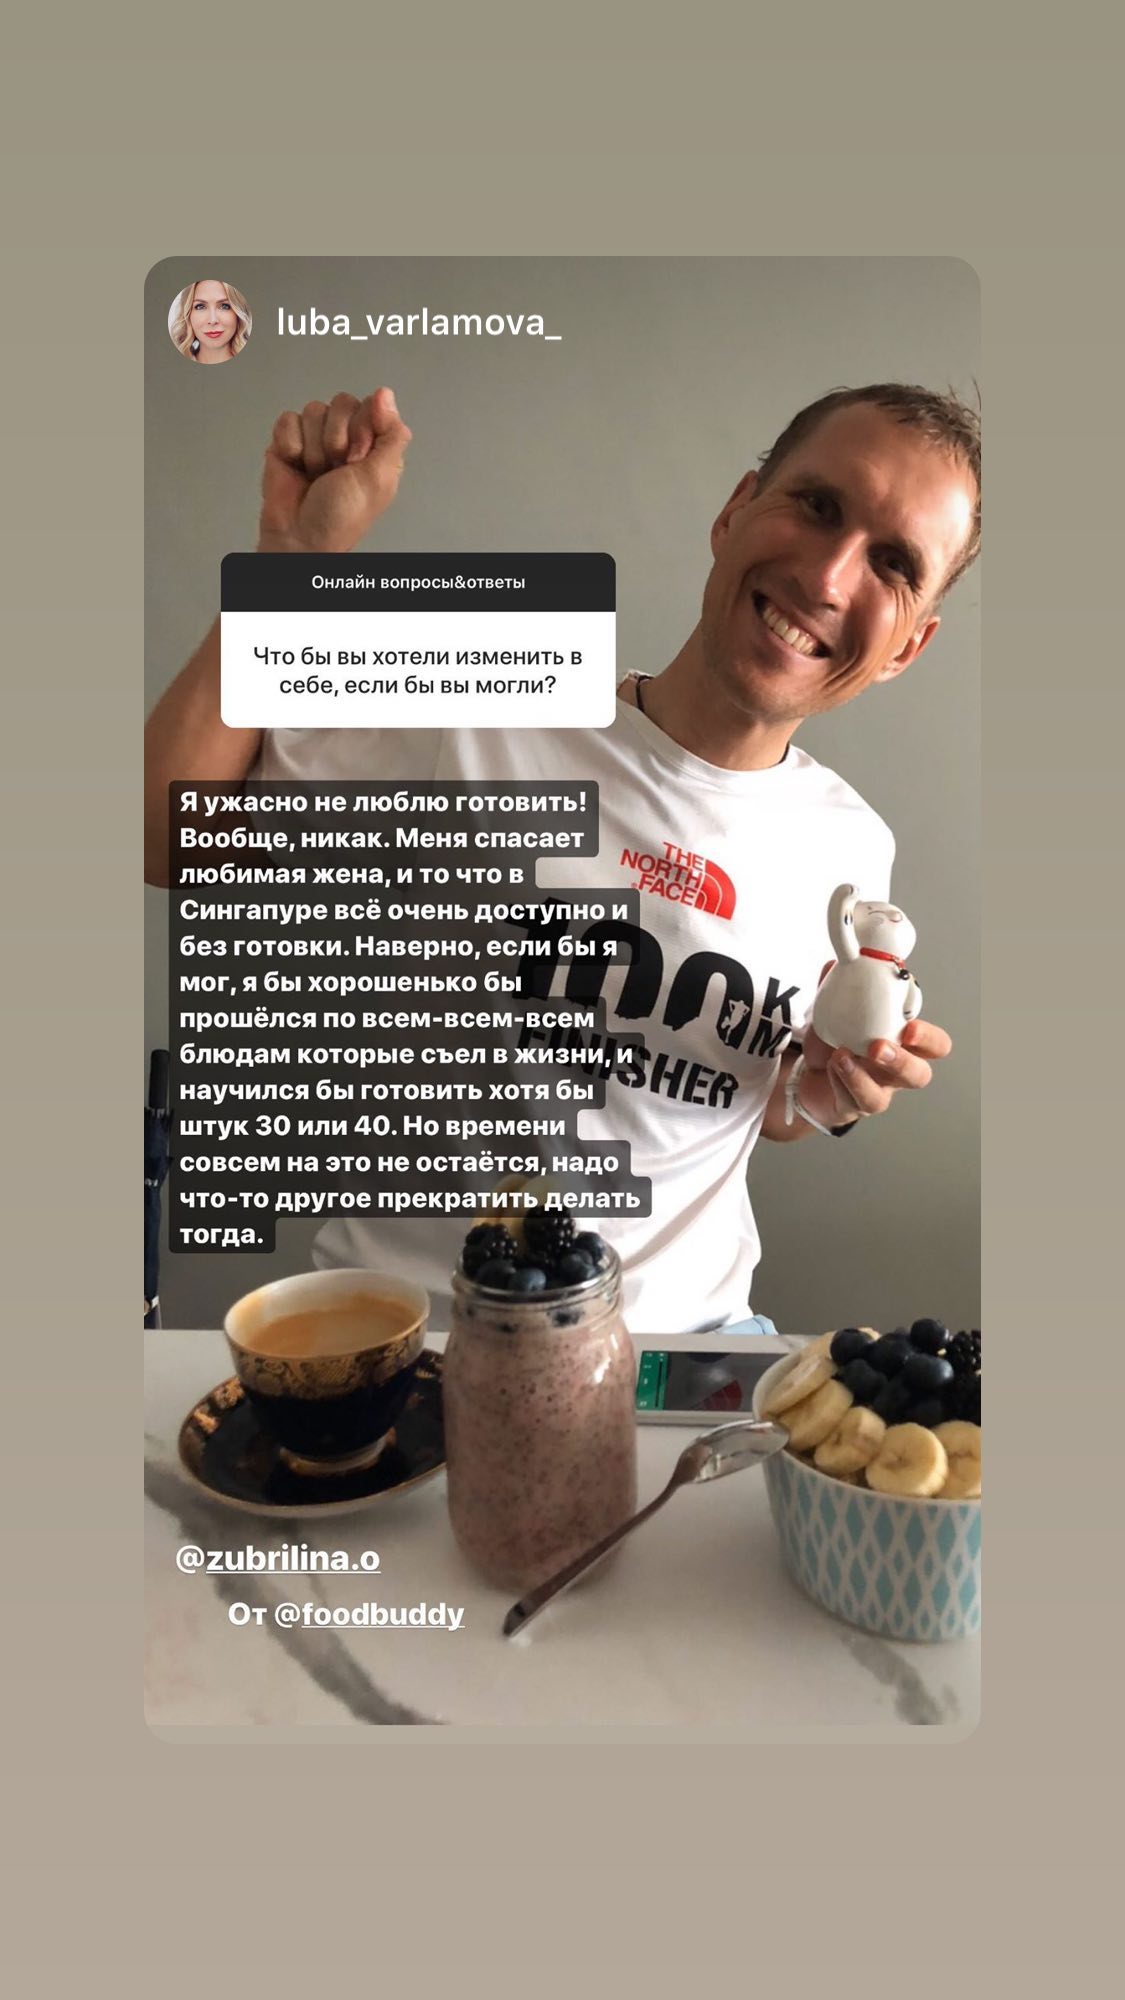 luba_varlamova_
Онлайн вопросы&ответы
Что бы вы хотели изменить в
себе, если бы вы могли?
Я ужасно не люблю готовить!
Вообще, никак. Меня спасает
любимая жена, и то что в
Сингапуре всё очень доступно и
без готовки. Наверно, если бы я
мог, я бы хорошенько бы
прошёлся по всем-всем-всем
блюдам которые съел в жизни, и
научился бы готовить хотя бы
штук 30 или 40. Но времени
совсем на это не остаётся, надо
что-то другое прекратить делать
тогда.
THE
NORTH
FACE
100KM
FINISHER
@zubrilina.o
От @foodbuddy